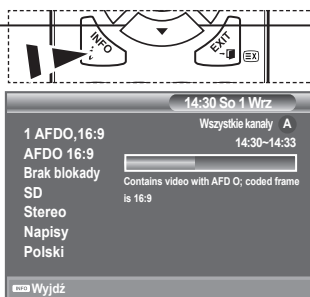 INFO
EXIT
EX
14:30 So 1 Wrz
Wszystkie kanały A
14:30~14:33
1 AFDO,16:9
AFDO 16:9
Brak blokady
SD
Stereo
Napisy
Polski
Contains video with AFD O; coded frame
is 16:9
INFO Wyjdź